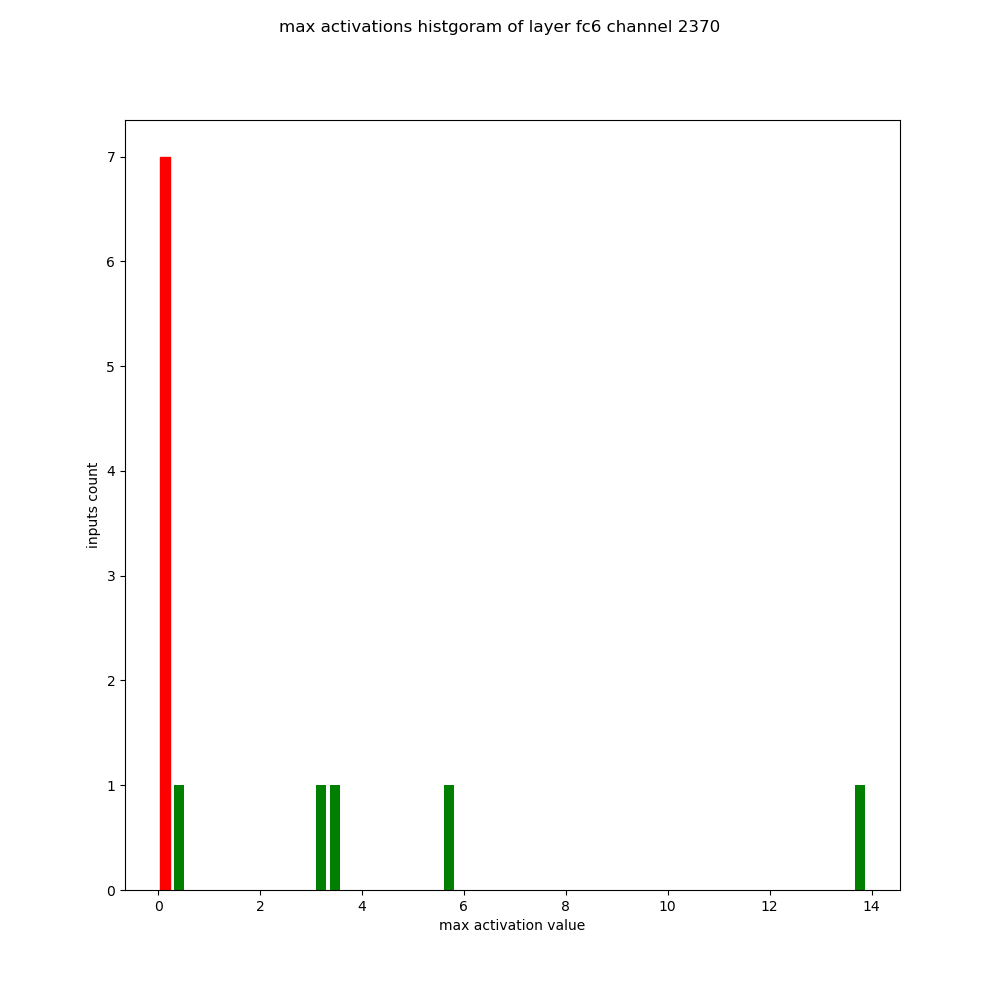 max activations histgoram of layer fc6 channel 2370
7
6
5
4
3
2
1
0
inputs count
0 2 4 6 8 10 12 14
max activation value